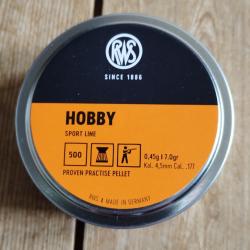 RWS
SINCE 1886
HOBBY
SPORT LINE
500
0,45g | 7.0gr
Kal. 4,5mm Cal. .177
PROVEN PRACTISE PELLET
RWS • MADE IN GERMANY